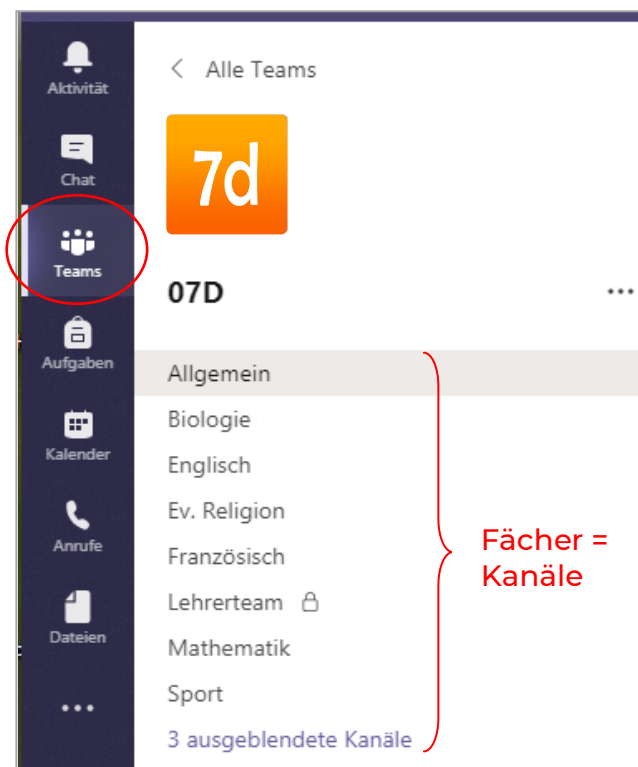 Aktivität
Chat
Teams
Aufgaben
Kalender
Anrufe
Dateien
Alle Teams
7d
07D
Allgemein
Biologie
Englisch
Ev. Religion
Französisch
Lehrerteam
Mathematik
Sport
3 ausgeblendete Kanäle
Fächer =
Kanäle